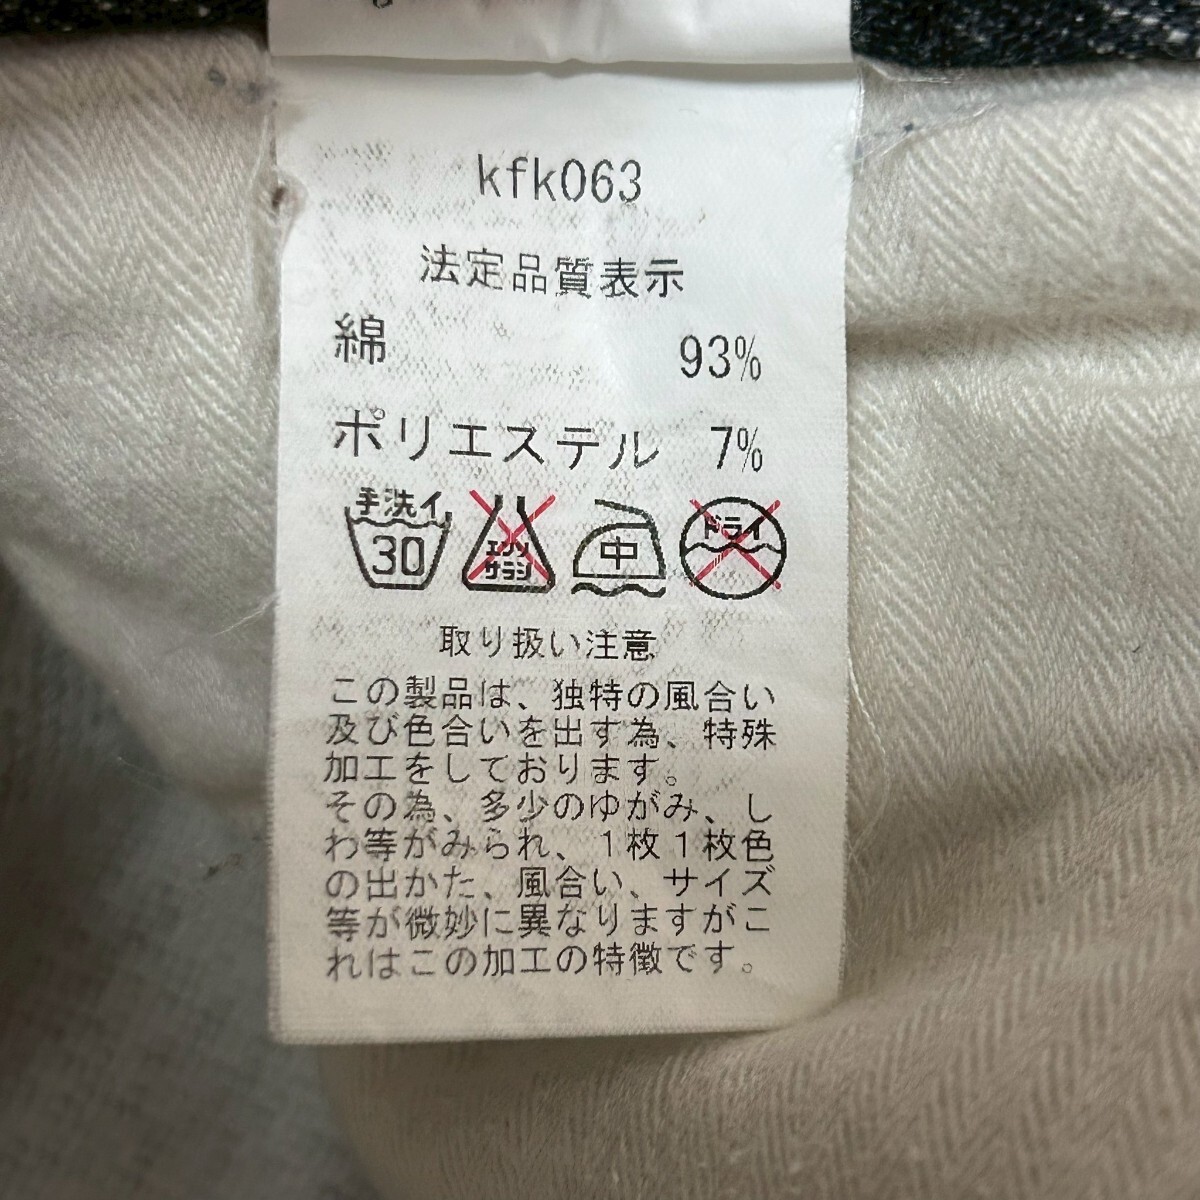 kfk063
法定品質表示
綿 93%
ポリエステル 7%
手洗イ 30 エンソ サラシ 中 ドライ
取り扱い注意
この製品は、独特の風合い
及び色合いを出す為、特殊
加工をしております。
その為、多少のゆがみ、し
わ等がみられ、1枚1枚色
の出かた、風合い、サイズ
等が微妙に異なりますがこ
れはこの加工の特徴です。